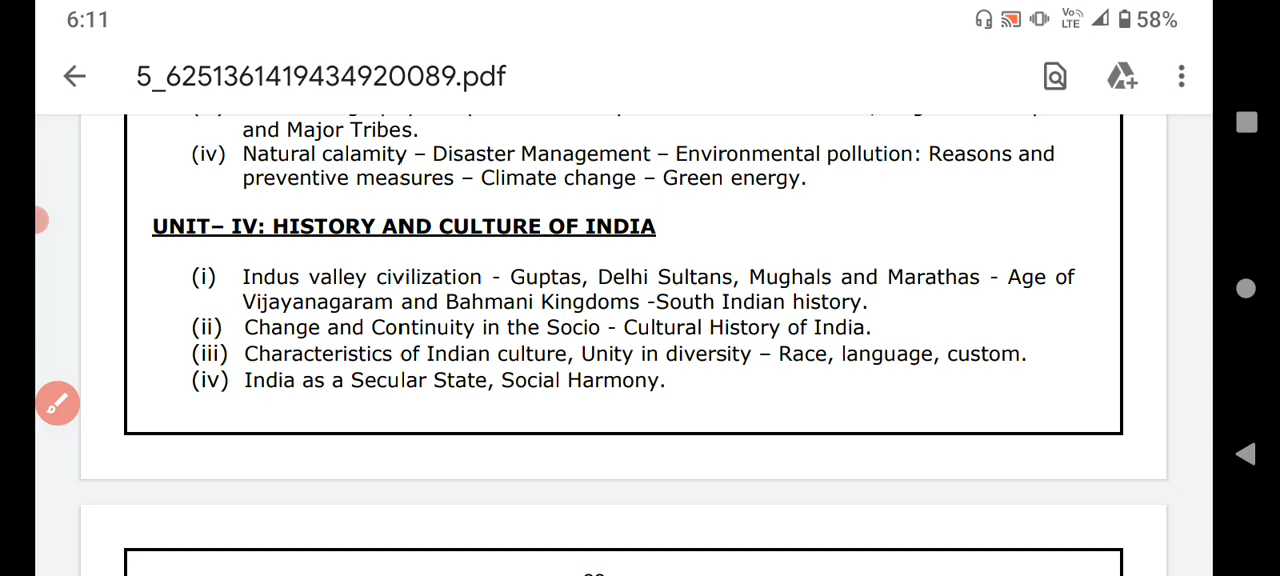 6:11
Vo
LTE
58%
5_6251361419434920089.pdf
and Major Tribes.
(iv) Natural calamity – Disaster Management – Environmental pollution: Reasons and
preventive measures – Climate change – Green energy.
UNIT– IV: HISTORY AND CULTURE OF INDIA
(i) Indus valley civilization - Guptas, Delhi Sultans, Mughals and Marathas - Age of
Vijayanagaram and Bahmani Kingdoms -South Indian history.
(ii) Change and Continuity in the Socio - Cultural History of India.
(iii) Characteristics of Indian culture, Unity in diversity – Race, language, custom.
(iv) India as a Secular State, Social Harmony.